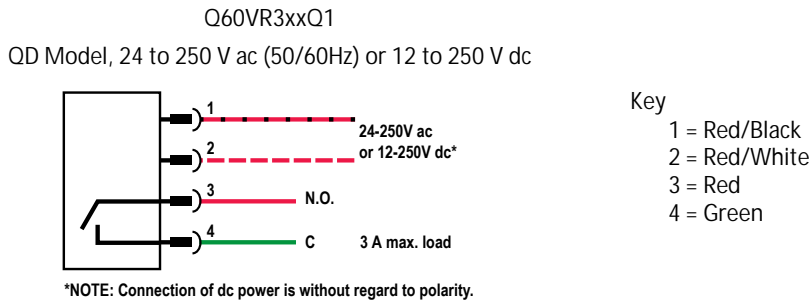 Q60VR3xxQ1
QD Model, 24 to 250 V ac (50/60Hz) or 12 to 250 V dc
1
24-250V ac
or 12-250V dc*
2
3
N.O.
4
C
3 A max. load
*NOTE: Connection of dc power is without regard to polarity.
Key
1 = Red/Black
2 = Red/White
3 = Red
4 = Green